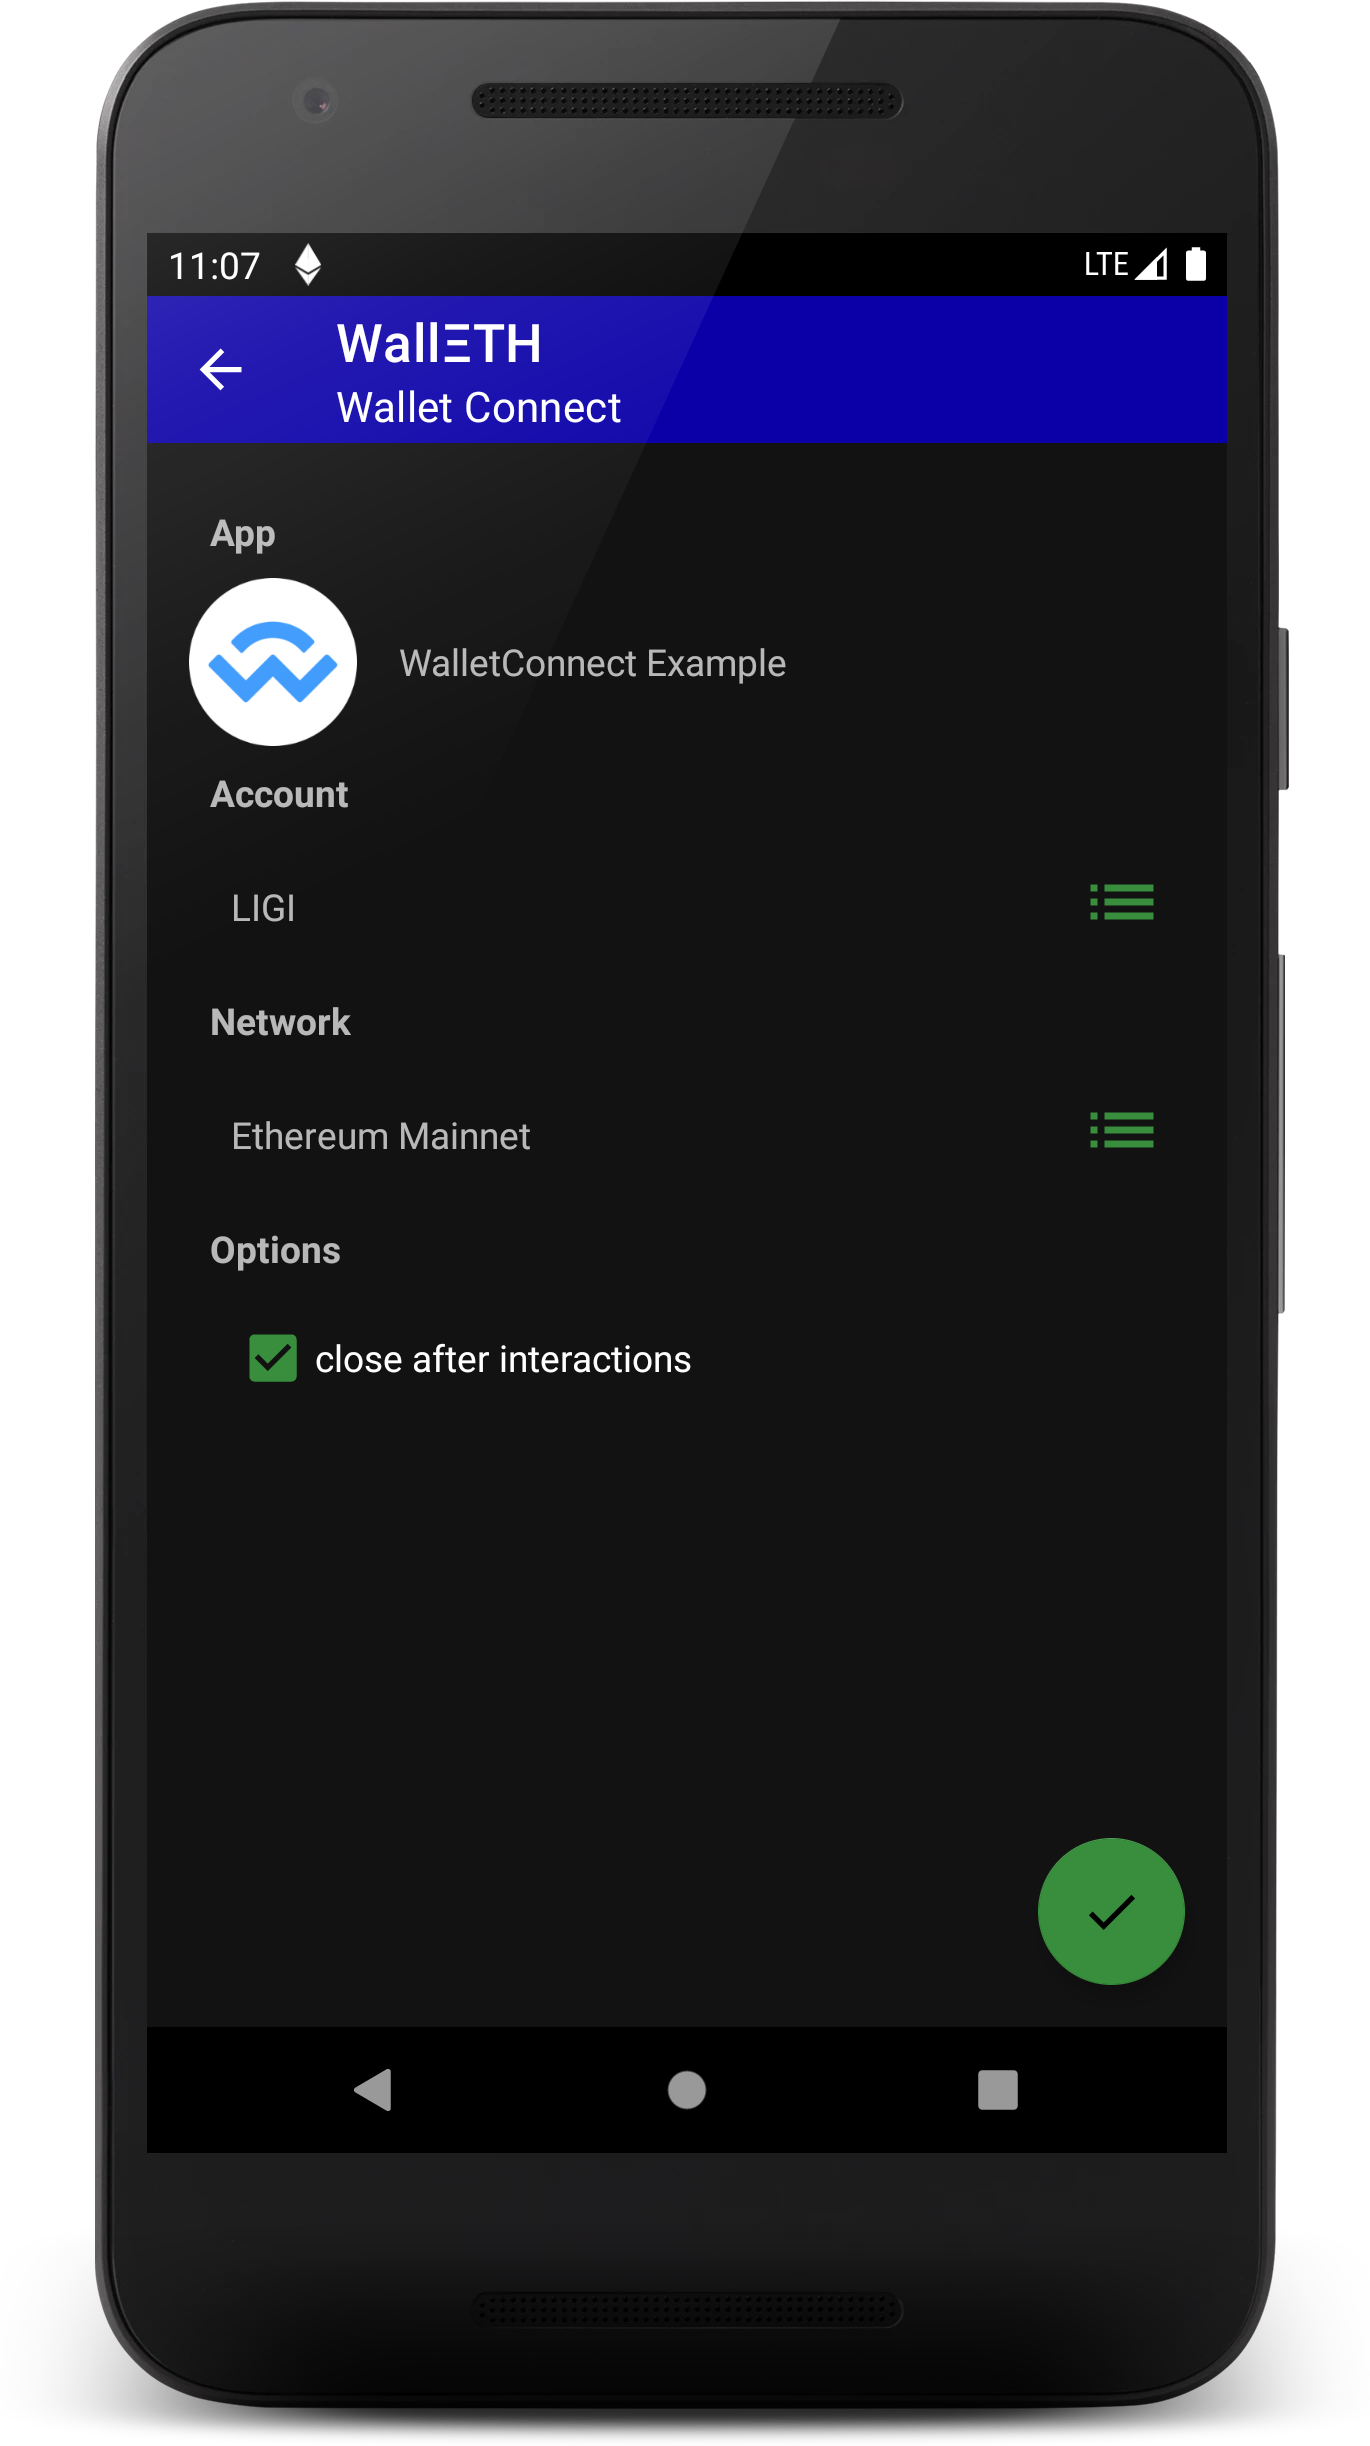 11:07
LTE
WallΞTH
Wallet Connect
App
WalletConnect Example
Account
LIGI
Network
Ethereum Mainnet
Options
close after interactions